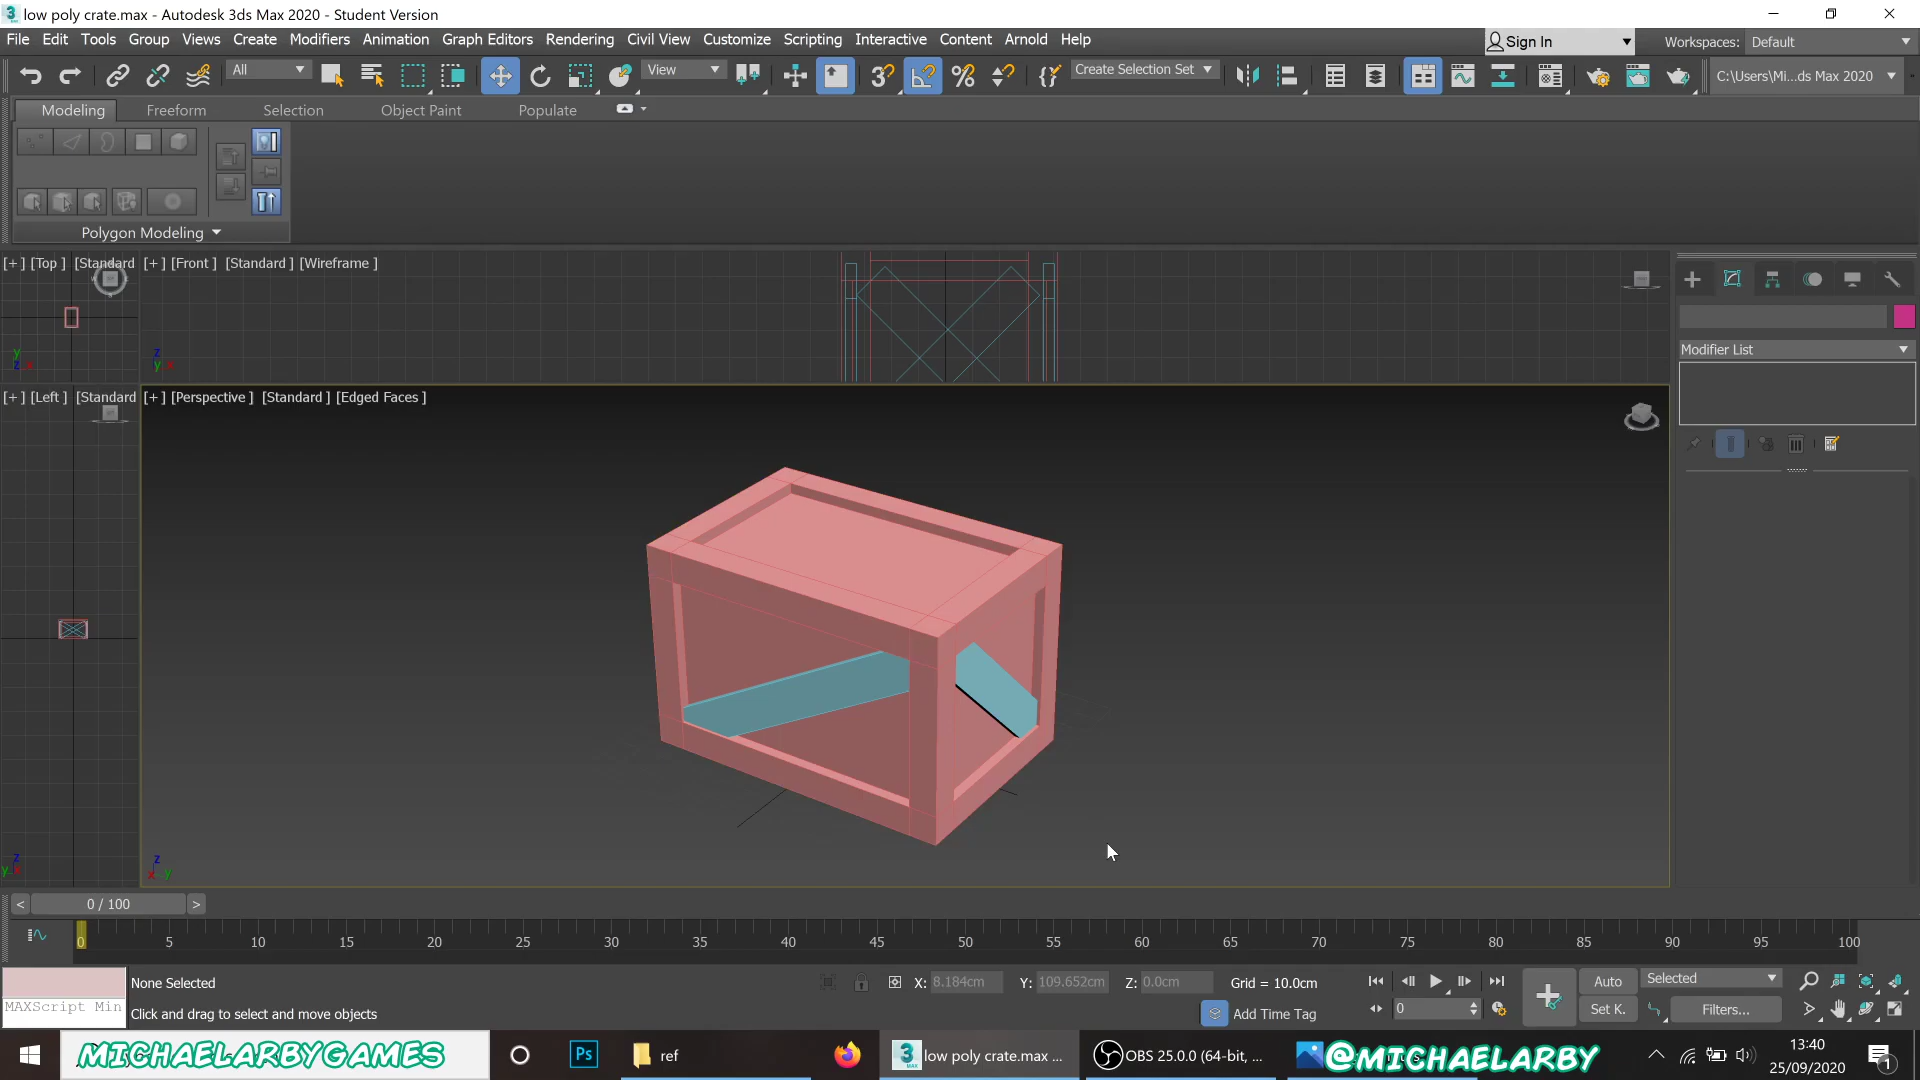 low poly crate.max - Autodesk 3ds Max 2020 - Student Version
File Edit Tools Group Views Create Modifiers Animation Graph Editors Rendering Civil View Customize Scripting Interactive Content Arnold Help
Sign In
Workspaces: Default
All
View
Create Selection Set
C:\Users\Mi...ds Max 2020
Modeling Freeform Selection Object Paint Populate
Polygon Modeling
[+] [Top] [Standard
[+] [Front] [Standard] [Wireframe]
Modifier List
[+] [Left] [Standard
[+] [Perspective] [Standard] [Edged Faces]
0 / 100
0 5 10 15 20 25 30 35 40 45 50 55 60 65 70 75 80 85 90 95 100
None Selected
X: 8.184cm Y: 109.652cm Z: 0.0cm Grid = 10.0cm
Auto Selected
MAXScript Min
Click and drag to select and move objects
Add Time Tag
0
Set K. Filters...
MICHAELARBYGAMES
Ps
ref
low poly crate.max ...
OBS 25.0.0 (64-bit, ...
@MICHAELARBY
13:40
25/09/2020
1